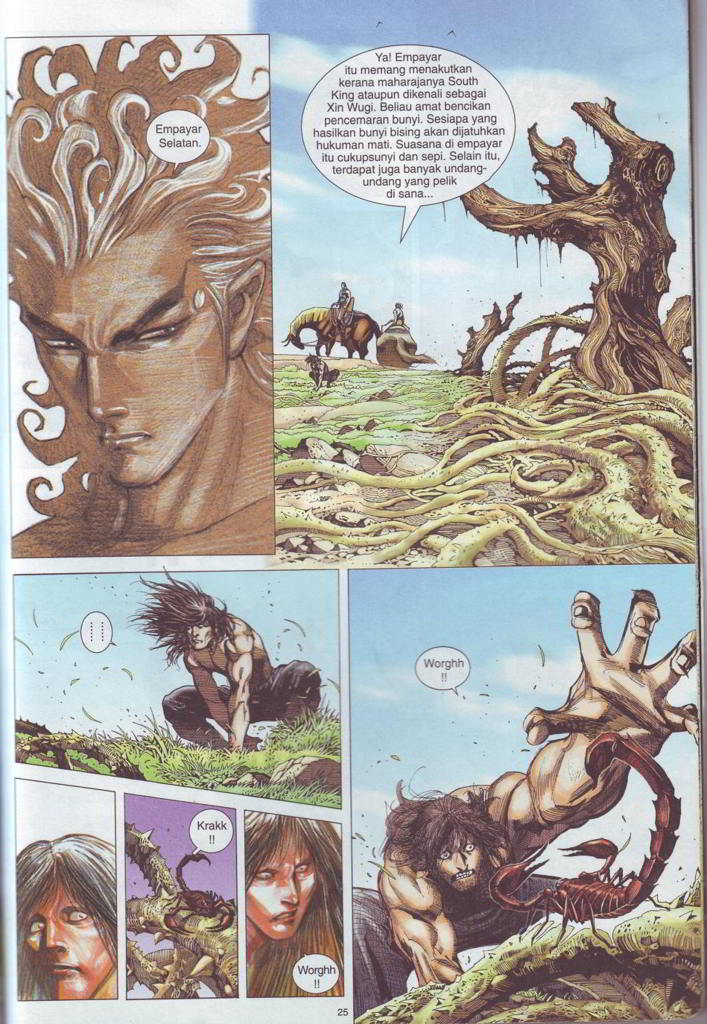 Empayar
Selatan.
Ya! Empayar
itu memang menakutkan
kerana maharajanya South
King ataupun dikenali sebagai
Xin Wugi. Beliau amat bencikan
pencemaran bunyi. Sesiapa yang
hasilkan bunyi bising akan dijatuhkan
hukuman mati. Suasana di empayar
itu cukupsunyi dan sepi. Selain itu,
terdapat juga banyak undang-
undang yang pelik
di sana...
Worghh
!!
Krakk
!!
Worghh
!!
25